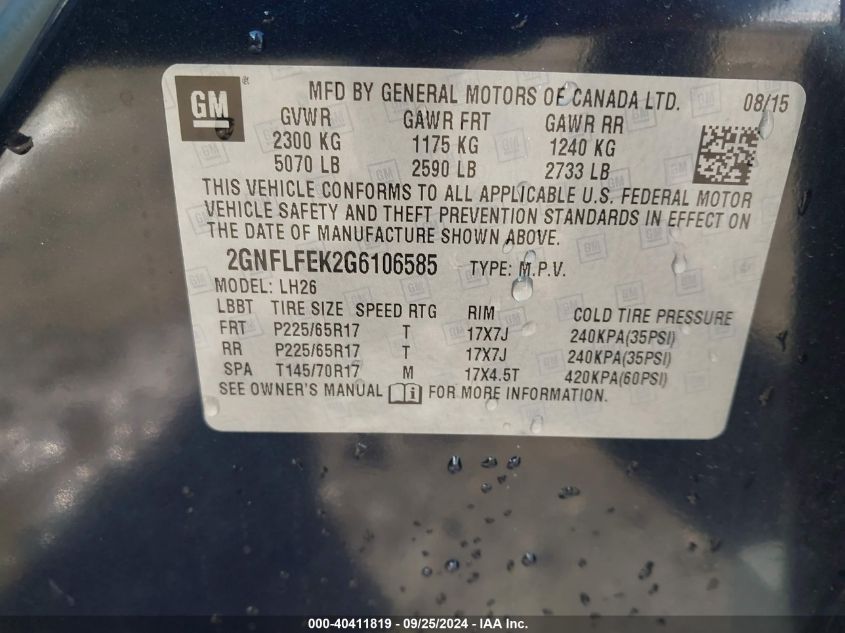 GM ® MFD BY GENERAL MOTORS OF CANADA LTD. 08/15
GVWR GAWR FRT GAWR RR
2300 KG 1175 KG 1240 KG
5070 LB 2590 LB 2733 LB
THIS VEHICLE CONFORMS TO ALL APPLICABLE U.S. FEDERAL MOTOR
VEHICLE SAFETY AND THEFT PREVENTION STANDARDS IN EFFECT ON
THE DATE OF MANUFACTURE SHOWN ABOVE.
2GNFLFEK2G6106585 TYPE: M.P.V.
MODEL: LH26
LBBT TIRE SIZE SPEED RTG RIM COLD TIRE PRESSURE
FRT P225/65R17 T 17X7J 240KPA(35PSI)
RR P225/65R17 T 17X7J 240KPA(35PSI)
SPA T145/70R17 M 17X4.5T 420KPA(60PSI)
SEE OWNER'S MANUAL i FOR MORE INFORMATION.
000-40411819 - 09/25/2024 - IAA Inc.